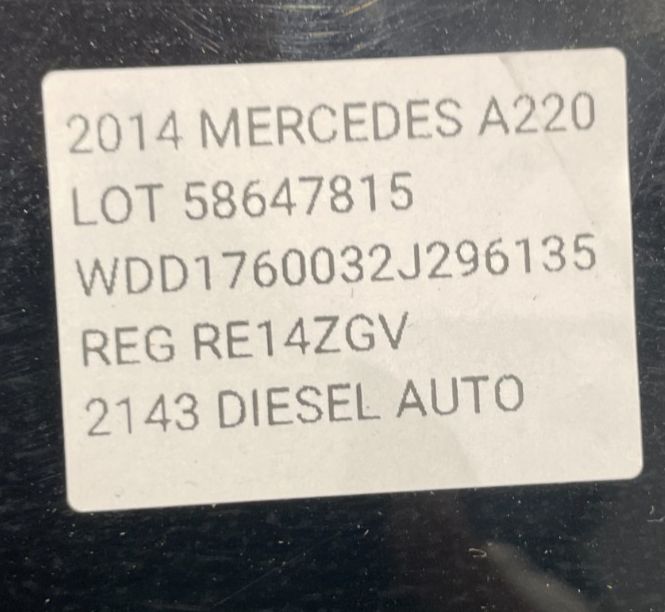 2014 MERCEDES A220
LOT 58647815
WDD1760032J296135
REG RE14ZGV
2143 DIESEL AUTO